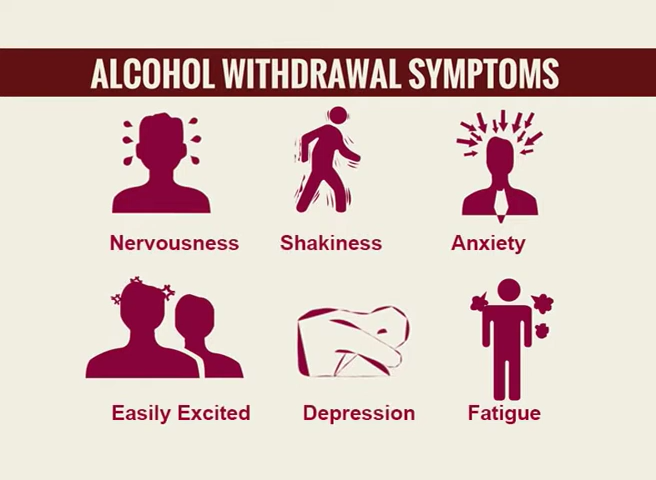 ALCOHOL WITHDRAWAL SYMPTOMS
Nervousness Shakiness Anxiety
Easily Excited Depression Fatigue